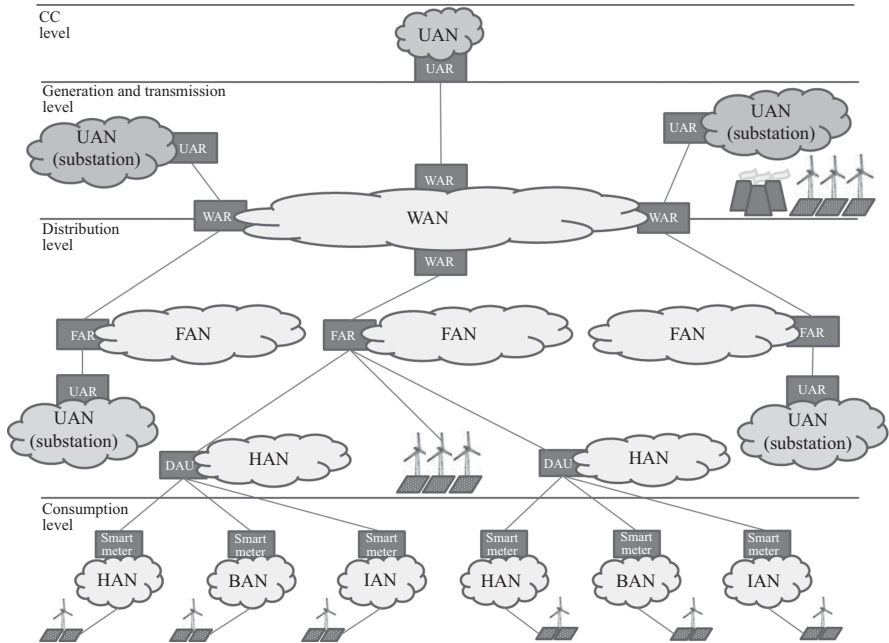 CC
level
UAN
UAR
Generation and transmission
level
UAN
(substation)
UAR
UAR
UAN
(substation)
WAR
WAR
WAN
WAR
Distribution
level
WAR
FAR
FAN
FAR
FAN
FAN
FAR
UAR
UAN
(substation)
UAR
UAN
(substation)
DAU
HAN
DAU
HAN
Consumption
level
Smart
meter
HAN
Smart
meter
BAN
Smart
meter
IAN
Smart
meter
HAN
Smart
meter
BAN
Smart
meter
IAN